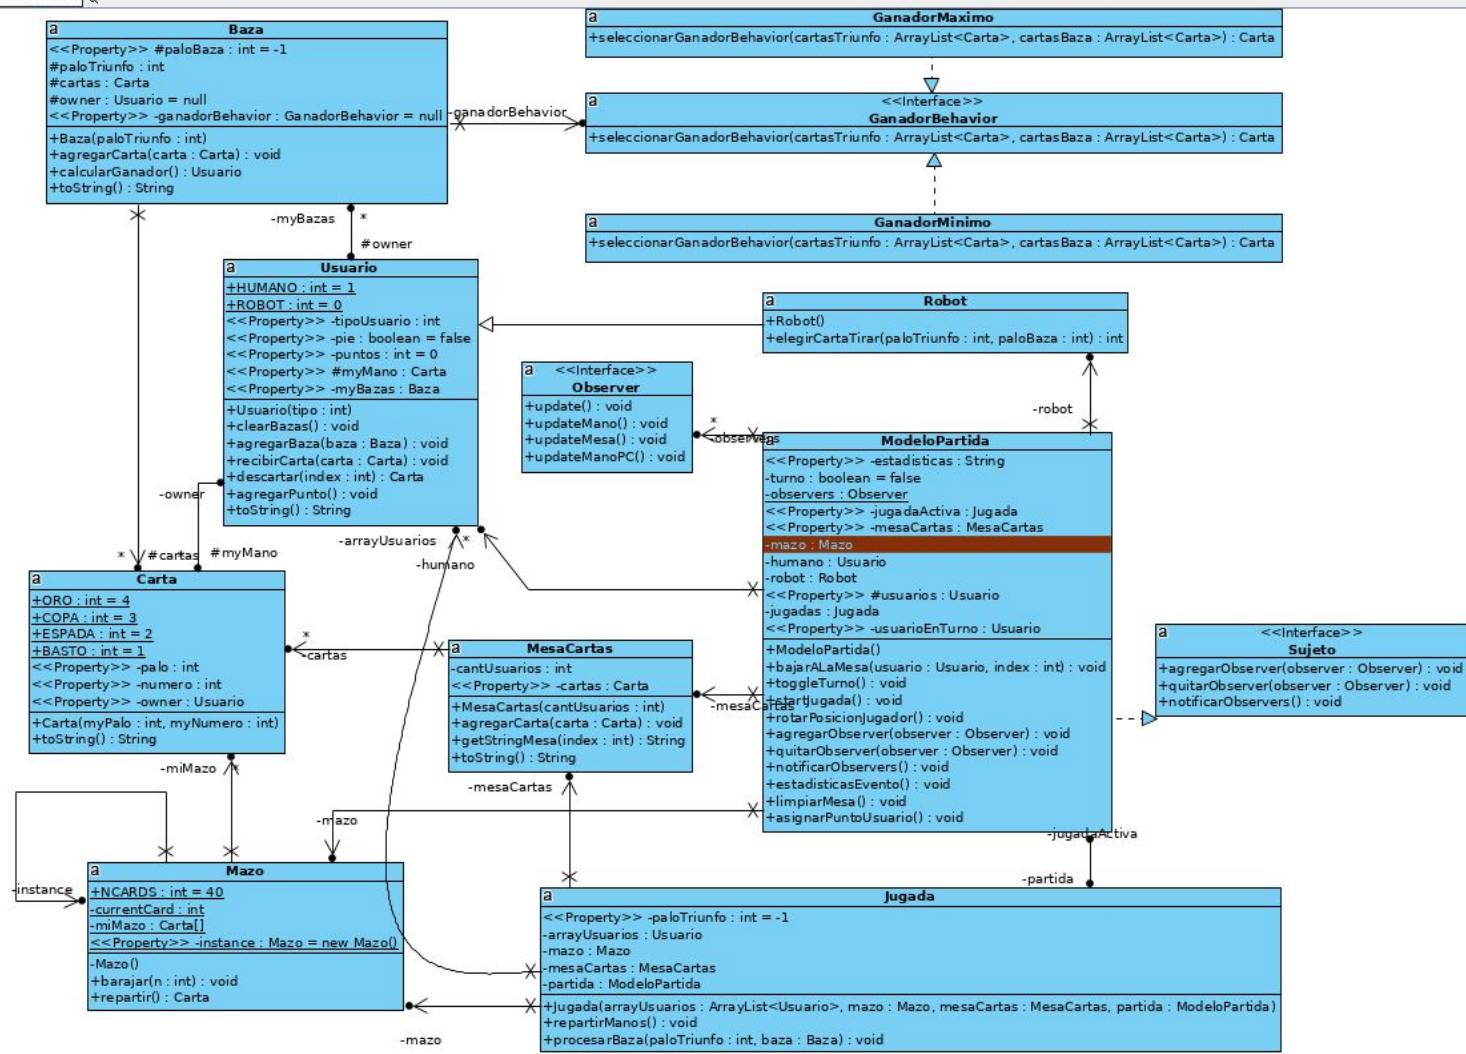 a
Baza
<<Property>> #paloBaza : int = -1
#paloTriunfo : int
#cartas : Carta
#owner : Usuario = null
<<Property>> -ganadorBehavior : GanadorBehavior = null
+Baza(paloTriunfo : int)
+agregarCarta(carta : Carta) : void
+calcularGanador() : Usuario
+toString() : String
a
GanadorMaximo
+seleccionarGanadorBehavior(cartasTriunfo : ArrayList<Carta>, cartasBaza : ArrayList<Carta>) : Carta
-ganadorBehavior
a
<<Interface>>
GanadorBehavior
+seleccionarGanadorBehavior(cartasTriunfo : ArrayList<Carta>, cartasBaza : ArrayList<Carta>) : Carta
a
GanadorMinimo
+seleccionarGanadorBehavior(cartasTriunfo : ArrayList<Carta>, cartasBaza : ArrayList<Carta>) : Carta
-myBazas
*
#owner
a
Usuario
+HUMANO : int = 1
+ROBOT : int = 0
<<Property>> -tipoUsuario : int
<<Property>> -pie : boolean = false
<<Property>> -puntos : int = 0
<<Property>> #myMano : Carta
<<Property>> -myBazas : Baza
+Usuario(tipo : int)
+clearBazas() : void
+agregarBaza(baza : Baza) : void
+recibirCarta(carta : Carta) : void
+descartar(index : int) : Carta
+agregarPunto() : void
+toString() : String
a
Robot
+Robot()
+elegirCartaTirar(paloTriunfo : int, paloBaza : int) : int
-robot
a
<<Interface>>
Observer
+update() : void
+updateMano() : void
+updateMesa() : void
+updateManoPC() : void
*
-observers
a
ModeloPartida
<<Property>> -estadisticas : String
-turno : boolean = false
-observers : Observer
<<Property>> -jugadaActiva : Jugada
<<Property>> -mesaCartas : MesaCartas
-mazo : Mazo
-humano : Usuario
-robot : Robot
<<Property>> #usuarios : Usuario
-jugadas : Jugada
<<Property>> -usuarioEnTurno : Usuario
+ModeloPartida()
+bajarALaMesa(usuario : Usuario, index : int) : void
+toggleTurno() : void
+startJugada() : void
+rotarPosicionJugador() : void
+agregarObserver(observer : Observer) : void
+quitarObserver(observer : Observer) : void
+notificarObservers() : void
+estadisticasEvento() : void
+limpiarMesa() : void
+asignarPuntoUsuario() : void
-owner
-arrayUsuarios
*
-humano
*
#cartas
*
#myMano
a
Carta
+ORO : int = 4
+COPA : int = 3
+ESPADA : int = 2
+BASTO : int = 1
<<Property>> -palo : int
<<Property>> -numero : int
<<Property>> -owner : Usuario
+Carta(myPalo : int, myNumero : int)
+toString() : String
*
-cartas
a
MesaCartas
-cantUsuarios : int
<<Property>> -cartas : Carta
+MesaCartas(cantUsuarios : int)
+agregarCarta(carta : Carta) : void
+getStringMesa(index : int) : String
+toString() : String
-mesaCartas
a
<<Interface>>
Sujeto
+agregarObserver(observer : Observer) : void
+quitarObserver(observer : Observer) : void
+notificarObservers() : void
-miMazo
*
-mesaCartas
-mazo
-jugadaActiva
-partida
-instance
a
Mazo
+NCARDS : int = 40
-currentCard : int
-miMazo : Carta[]
<<Property>> -instance : Mazo = new Mazo()
-Mazo()
+barajar(n : int) : void
+repartir() : Carta
a
Jugada
<<Property>> -paloTriunfo : int = -1
-arrayUsuarios : Usuario
-mazo : Mazo
-mesaCartas : MesaCartas
-partida : ModeloPartida
+Jugada(arrayUsuarios : ArrayList<Usuario>, mazo : Mazo, mesaCartas : MesaCartas, partida : ModeloPartida)
+repartirManos() : void
+procesarBaza(paloTriunfo : int, baza : Baza) : void
-mazo